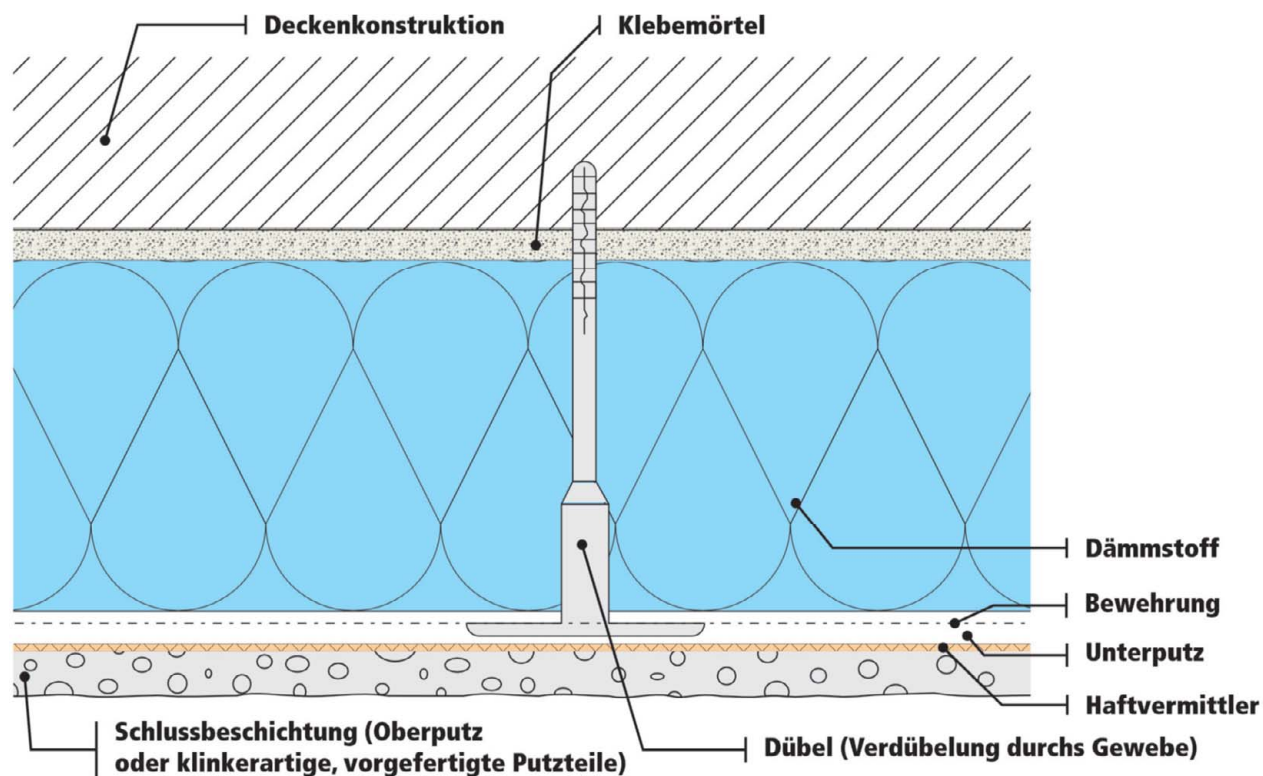 Deckenkonstruktion
Klebemörtel
Dämmstoff
Bewehrung
Unterputz
Haftvermittler
Schlussbeschichtung (Oberputz
oder klinkerartige, vorgefertigte Putzteile)
Dübel (Verdübelung durchs Gewebe)